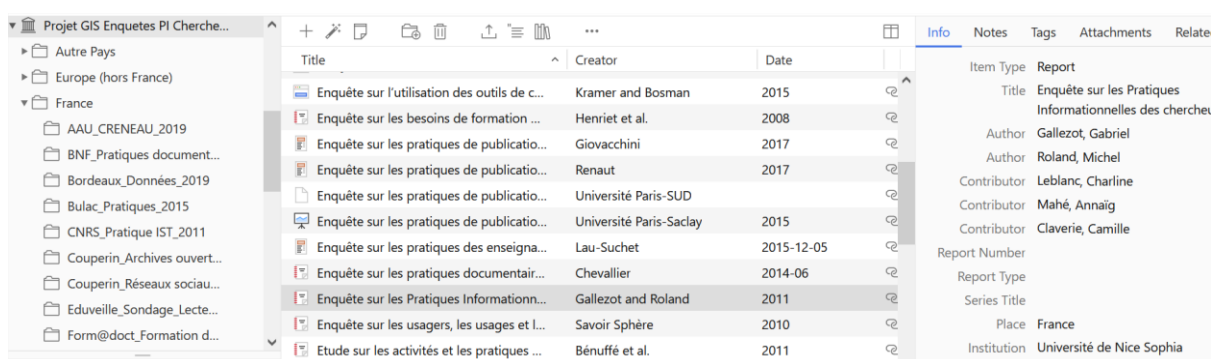 Projet GIS Enquetes PI Cherche...
Autre Pays
Europe (hors France)
France
AAU_CRENEAU_2019
BNF_Pratiques document...
Bordeaux_Données_2019
Bulac_Pratiques_2015
CNRS_Pratique IST_2011
Couperin_Archives ouvert...
Couperin_Réseaux sociau...
Eduveille_Sondage_Lecte...
Form@doct_Formation d...
Title Creator Date
Enquête sur l'utilisation des outils de c... Kramer and Bosman 2015
Enquête sur les besoins de formation ... Henriet et al. 2008
Enquête sur les pratiques de publicatio... Giovacchini 2017
Enquête sur les pratiques de publicatio... Renaut 2017
Enquête sur les pratiques de publicatio... Université Paris-SUD
Enquête sur les pratiques de publicatio... Université Paris-Saclay 2015
Enquête sur les pratiques des enseigna... Lau-Suchet 2015-12-05
Enquête sur les pratiques documentair... Chevallier 2014-06
Enquête sur les Pratiques Informationn... Gallezot and Roland 2011
Enquête sur les usagers, les usages et l... Savoir Sphère 2010
Etude sur les activités et les pratiques ... Bénuffé et al. 2011
Info Notes Tags Attachments Relate
Item Type Report
Title Enquête sur les Pratiques
Informationnelles des cherche
Author Gallezot, Gabriel
Author Roland, Michel
Contributor Leblanc, Charline
Contributor Mahé, Annaïg
Contributor Claverie, Camille
Report Number
Report Type
Series Title
Place France
Institution Université de Nice Sophia